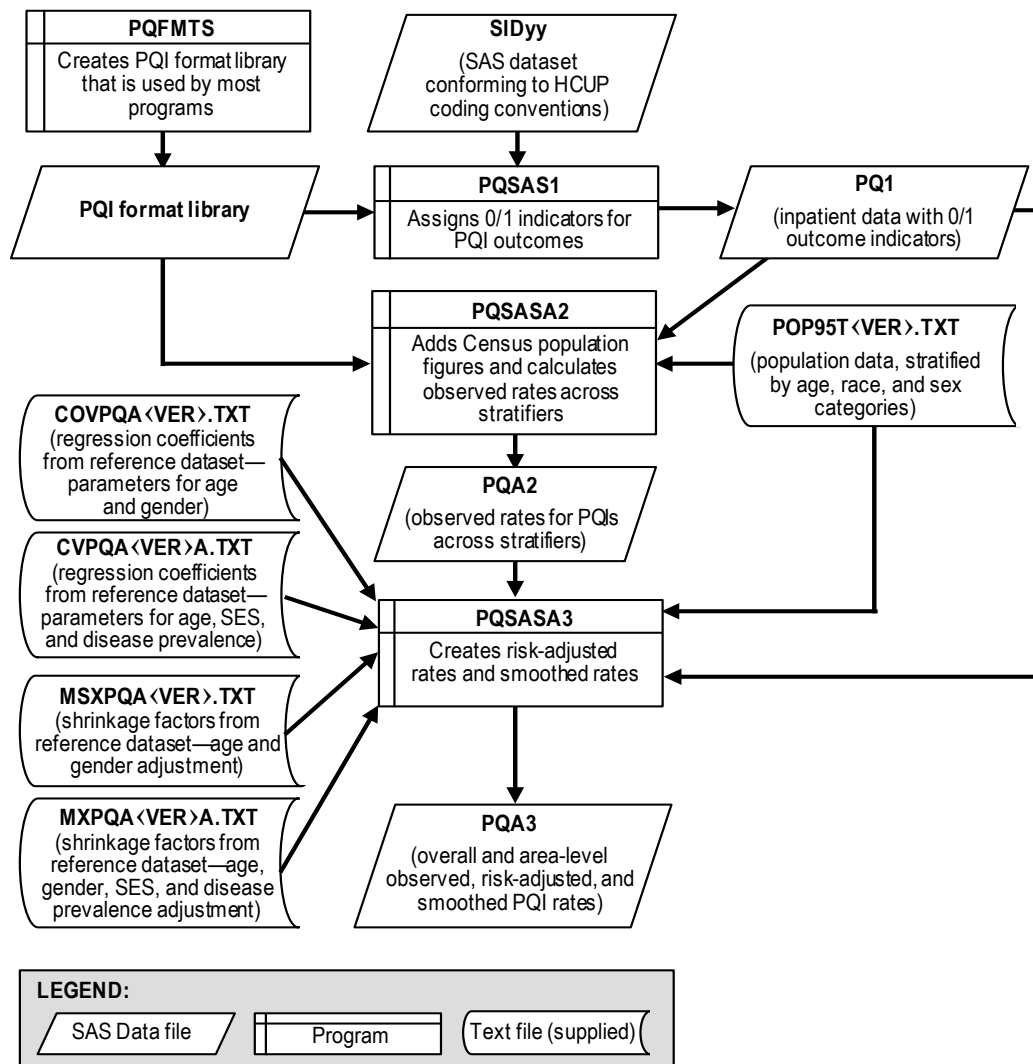 PQFMTS
Creates PQI format library
that is used by most
programs
SIDyy
(SAS dataset
conforming to HCUP
coding conventions)
PQI format library
PQSAS1
Assigns 0/1 indicators for
PQI outcomes
PQ1
(inpatient data with 0/1
outcome indicators)
PQSASA2
Adds Census population
figures and calculates
observed rates across
stratifiers
POP95T<VER>.TXT
(population data, stratified
by age, race, and sex
categories)
COVPQA<VER>.TXT
(regression coefficients
from reference dataset—
parameters for age
and gender)
PQA2
(observed rates for PQIs
across stratifiers)
CVPQA<VER>A.TXT
(regression coefficients
from reference dataset—
parameters for age, SES,
and disease prevalence)
PQSASA3
Creates risk-adjusted
rates and smoothed rates
MSXPQA<VER>.TXT
(shrinkage factors from
reference dataset—age and
gender adjustment)
MXPQA<VER>A.TXT
(shrinkage factors from
reference dataset—age,
gender, SES, and disease
prevalence adjustment)
PQA3
(overall and area-level
observed, risk-adjusted, and
smoothed PQI rates)
LEGEND:
SAS Data file
Program
Text file (supplied)